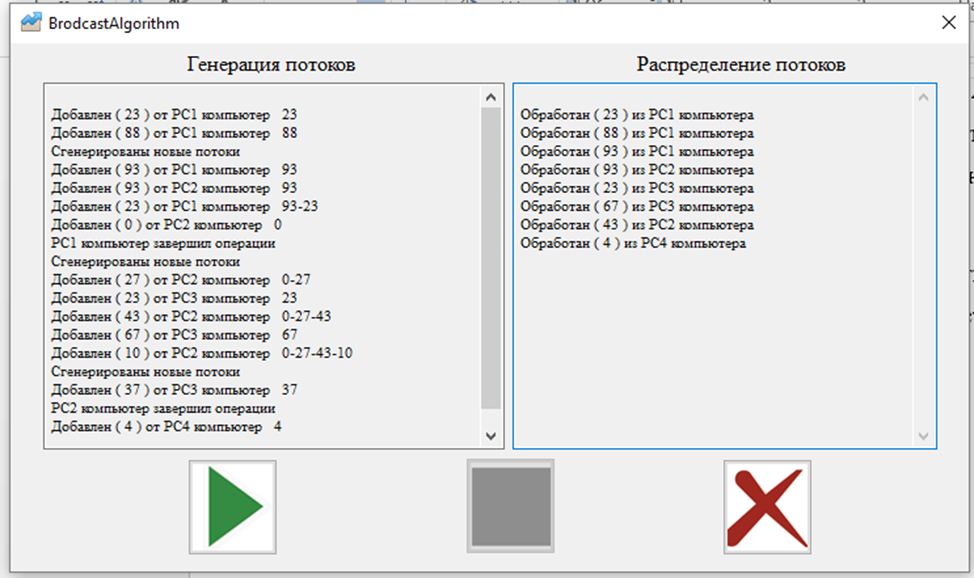 BrodcastAlgorithm
Генерация потоков
Добавлен ( 23 ) от PC1 компьютер 23
Добавлен ( 88 ) от PC1 компьютер 88
Сгенерированы новые потоки
Добавлен ( 93 ) от PC1 компьютер 93
Добавлен ( 93 ) от PC2 компьютер 93
Добавлен ( 23 ) от PC1 компьютер 93-23
Добавлен ( 0 ) от PC2 компьютер 0
PC1 компьютер завершил операции
Сгенерированы новые потоки
Добавлен ( 27 ) от PC2 компьютер 0-27
Добавлен ( 23 ) от PC3 компьютер 23
Добавлен ( 43 ) от PC2 компьютер 0-27-43
Добавлен ( 67 ) от PC3 компьютер 67
Добавлен ( 10 ) от PC2 компьютер 0-27-43-10
Сгенерированы новые потоки
Добавлен ( 37 ) от PC3 компьютер 37
PC2 компьютер завершил операции
Добавлен ( 4 ) от PC4 компьютер 4
Распределение потоков
Обработан ( 23 ) из PC1 компьютера
Обработан ( 88 ) из PC1 компьютера
Обработан ( 93 ) из PC1 компьютера
Обработан ( 93 ) из PC2 компьютера
Обработан ( 23 ) из PC3 компьютера
Обработан ( 67 ) из PC3 компьютера
Обработан ( 43 ) из PC2 компьютера
Обработан ( 4 ) из PC4 компьютера